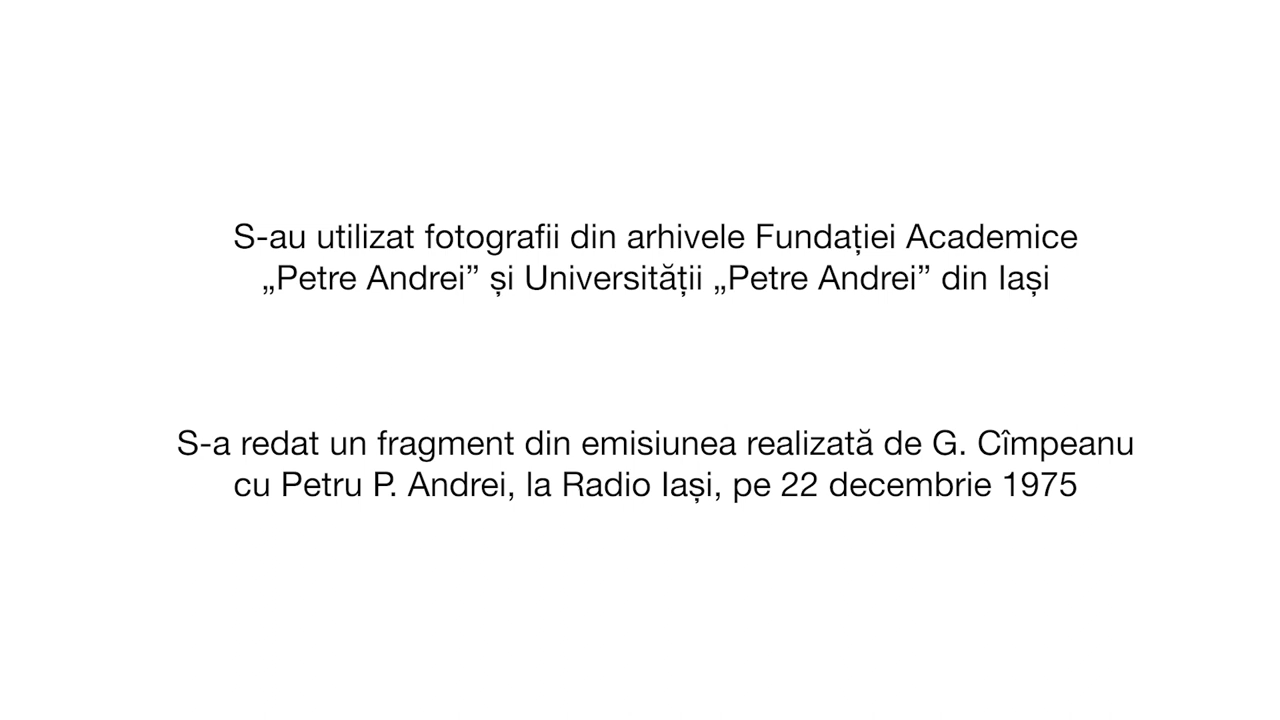 S-au utilizat fotografii din arhivele Fundației Academice
„Petre Andrei” și Universității „Petre Andrei” din Iași
S-a redat un fragment din emisiunea realizată de G. Cîmpeanu
cu Petru P. Andrei, la Radio Iași, pe 22 decembrie 1975